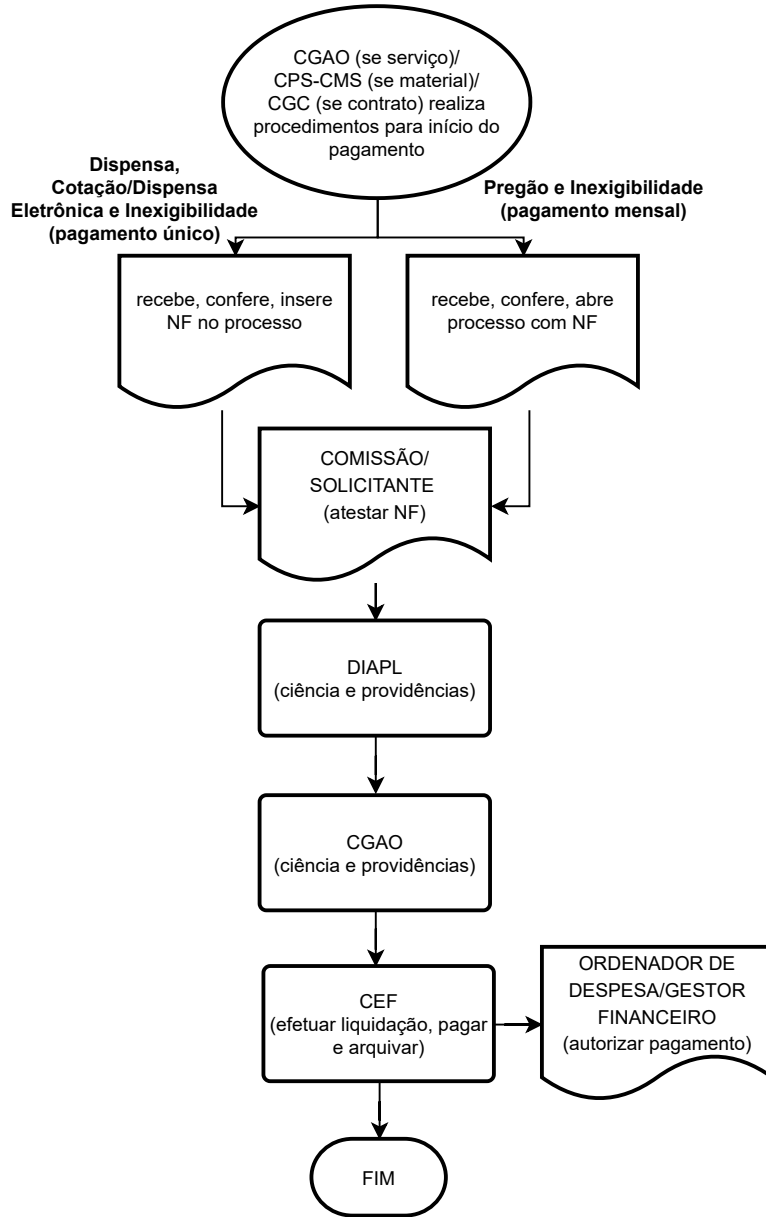 CGAO (se serviço)/
CPS-CMS (se material)/
CGC (se contrato) realiza
procedimentos para início do
pagamento
Dispensa,
Cotação/Dispensa
Eletrônica e Inexigibilidade
(pagamento único)
Pregão e Inexigibilidade
(pagamento mensal)
recebe, confere, insere
NF no processo
recebe, confere, abre
processo com NF
COMISSÃO/
SOLICITANTE
(atestar NF)
DIAPL
(ciência e providências)
CGAO
(ciência e providências)
CEF
(efetuar liquidação, pagar
e arquivar)
ORDENADOR DE
DESPESA/GESTOR
FINANCEIRO
(autorizar pagamento)
FIM